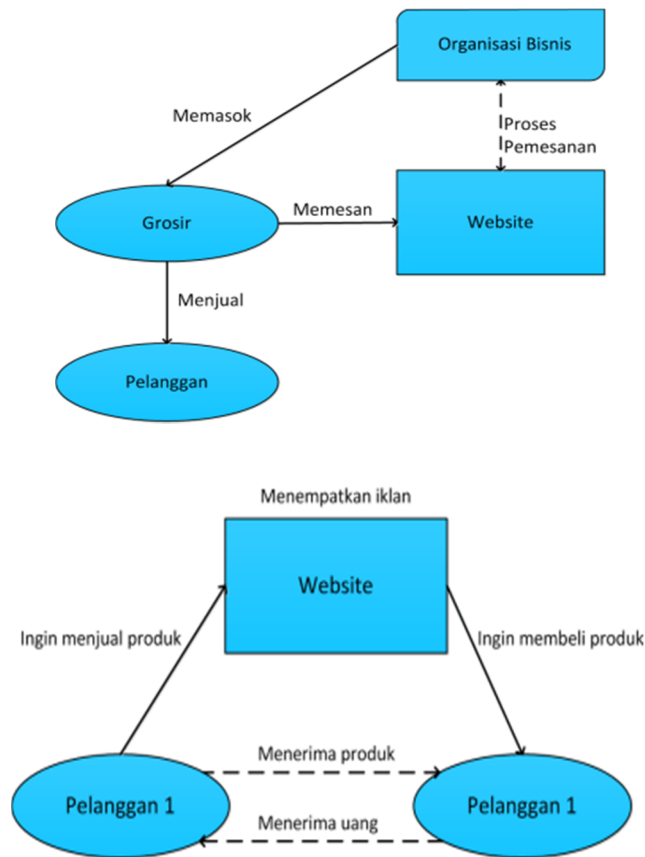 Organisasi Bisnis
Memasok
Proses
Pemesanan
Grosir
Memesan
Website
Menjual
Pelanggan
Menempatkan iklan
Website
Ingin menjual produk
Ingin membeli produk
Menerima produk
Pelanggan 1
Pelanggan 1
Menerima uang